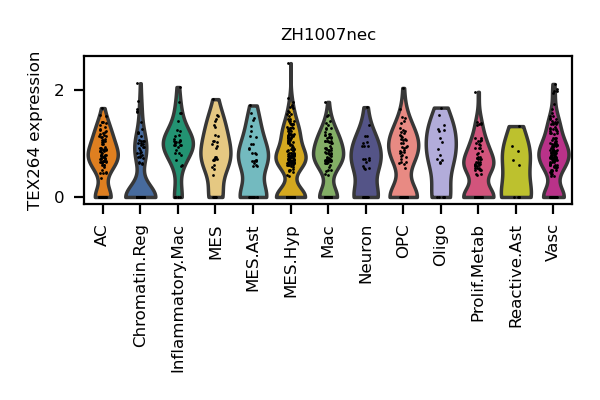 ZH1007nec
TEX264 expression
2
0
AC
Chromatin.Reg
Inflammatory.Mac
MES
MES.Ast
MES.Hyp
Mac
Neuron
OPC
Oligo
Prolif.Metab
Reactive.Ast
Vasc